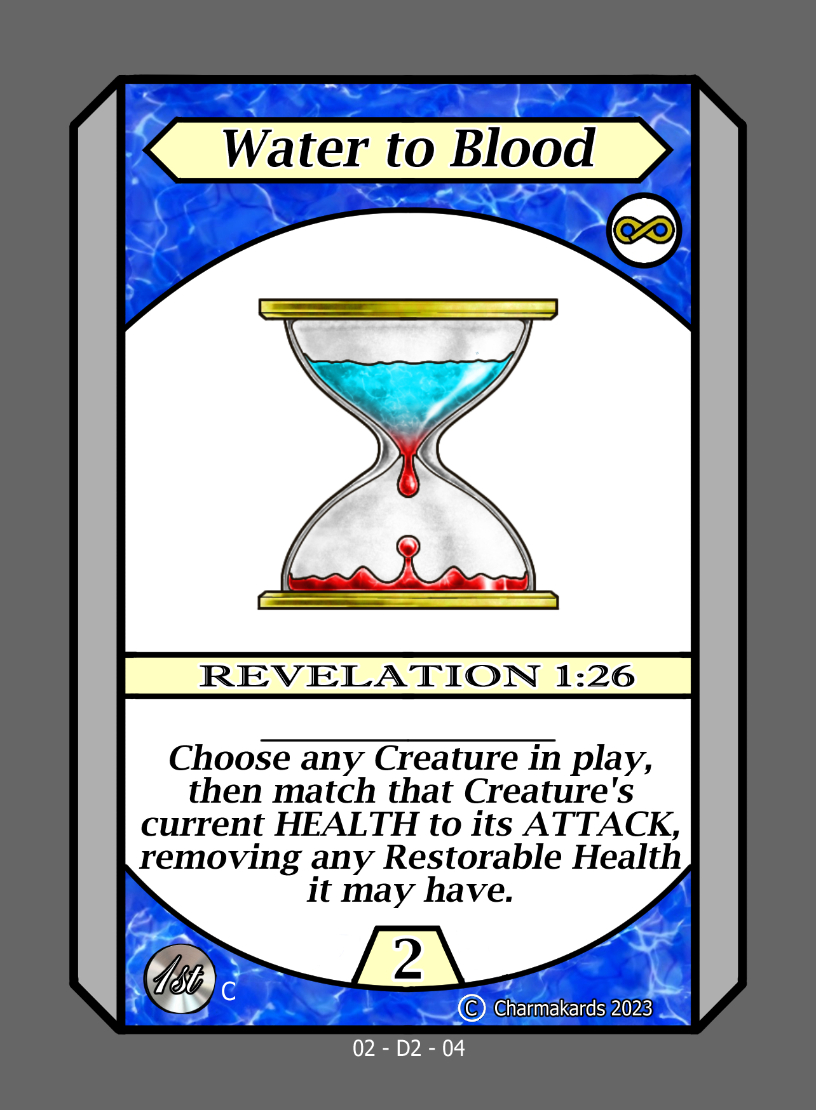 Water to Blood
REVELATION 1:26
Choose any Creature in play,
then match that Creature's
current HEALTH to its ATTACK,
removing any Restorable Health
it may have.
2
1st C
© Charmakards 2023
02 - D2 - 04